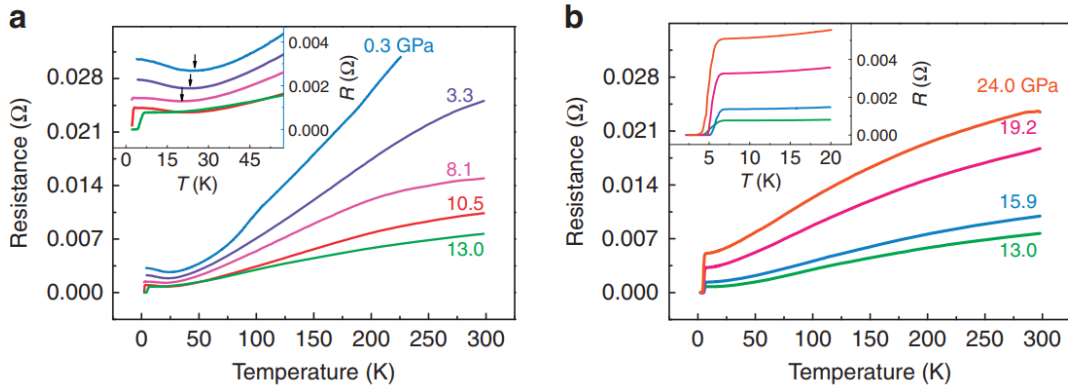 a
b
Resistance (Ω)
0.028
0.021
0.014
0.007
0.000
0 50 100 150 200 250 300
Temperature (K)
0.3 GPa
3.3
8.1
10.5
13.0
0.004
0.002
0.000
R (Ω)
0 15 30 45
T (K)
Resistance (Ω)
0.028
0.021
0.014
0.007
0.000
0 50 100 150 200 250 300
Temperature (K)
24.0 GPa
19.2
15.9
13.0
0.004
0.002
0.000
R (Ω)
5 10 15 20
T (K)